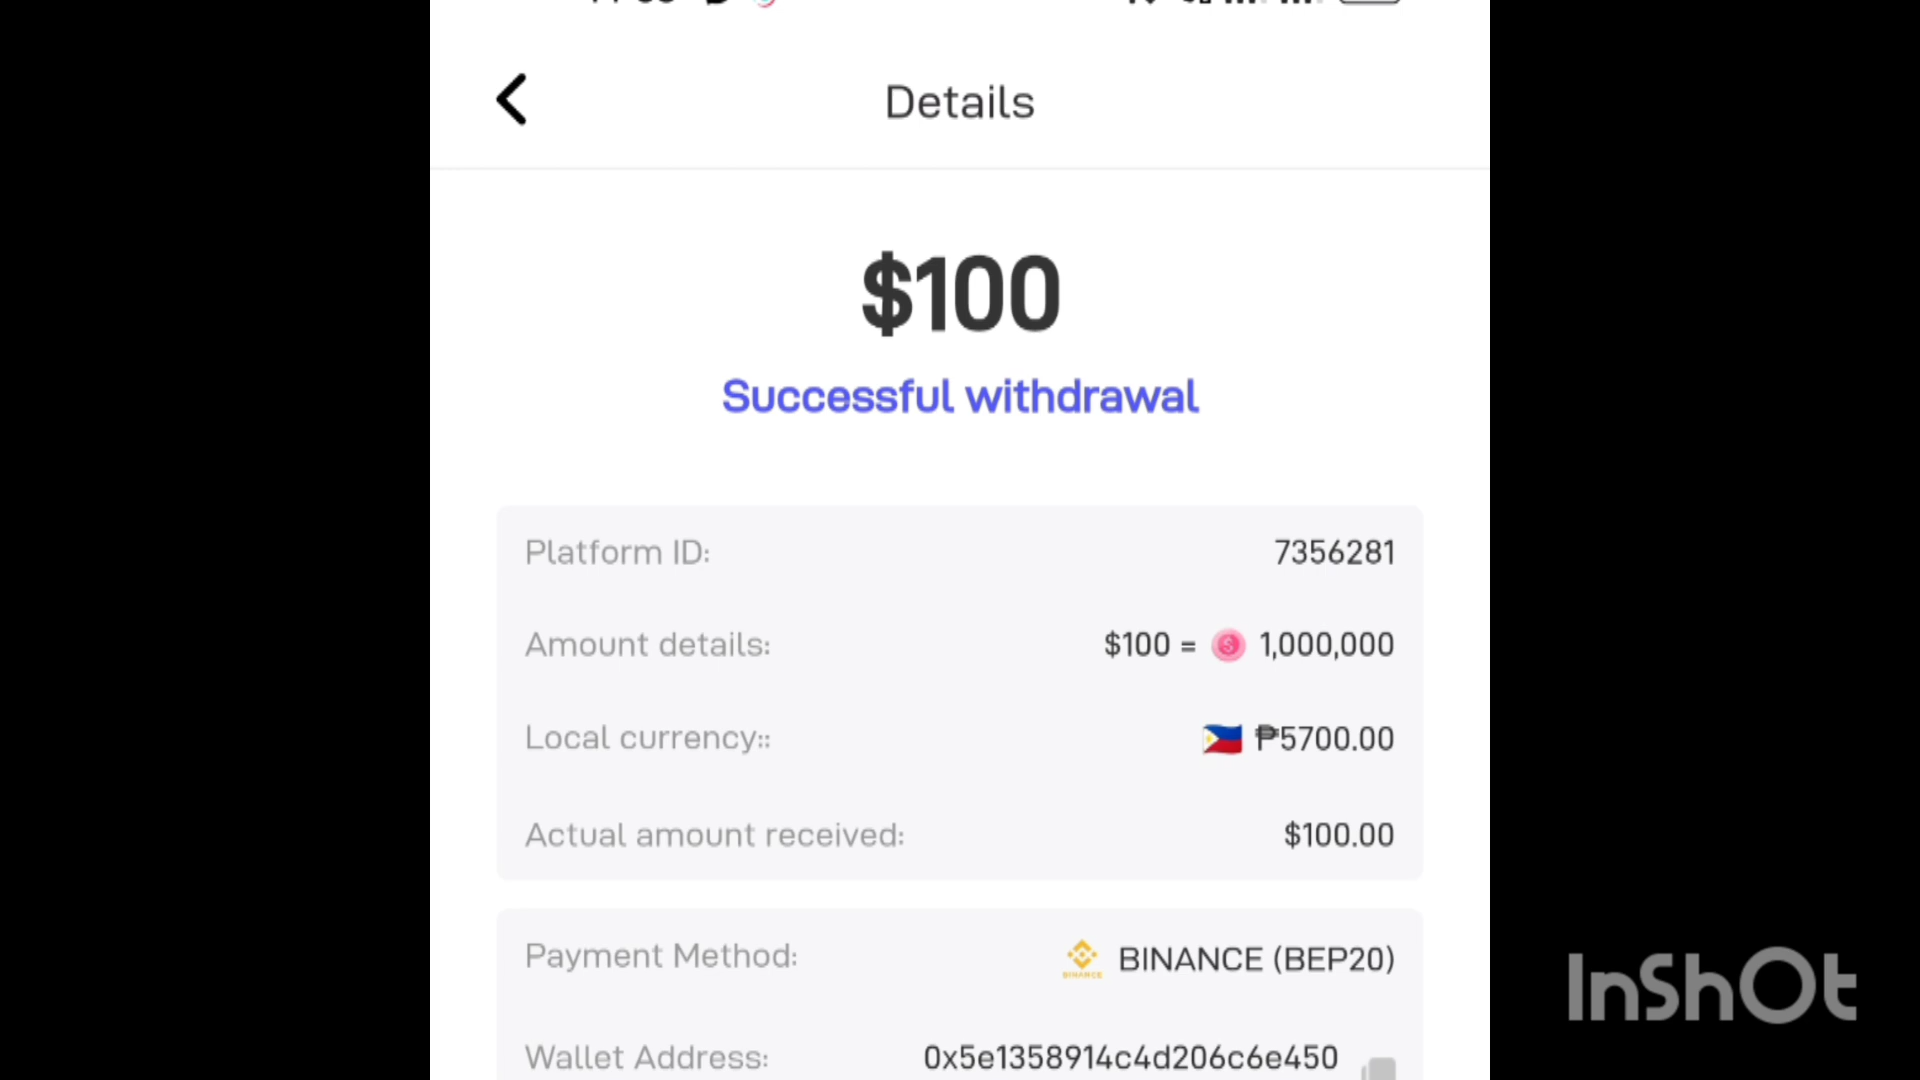 Details
$100
Successful withdrawal
Platform ID: 7356281
Amount details: $100 = 1,000,000
Local currency:: ₱5700.00
Actual amount received: $100.00
Payment Method: BINANCE BINANCE (BEP20)
Wallet Address: 0x5e1358914c4d206c6e450
InShOt